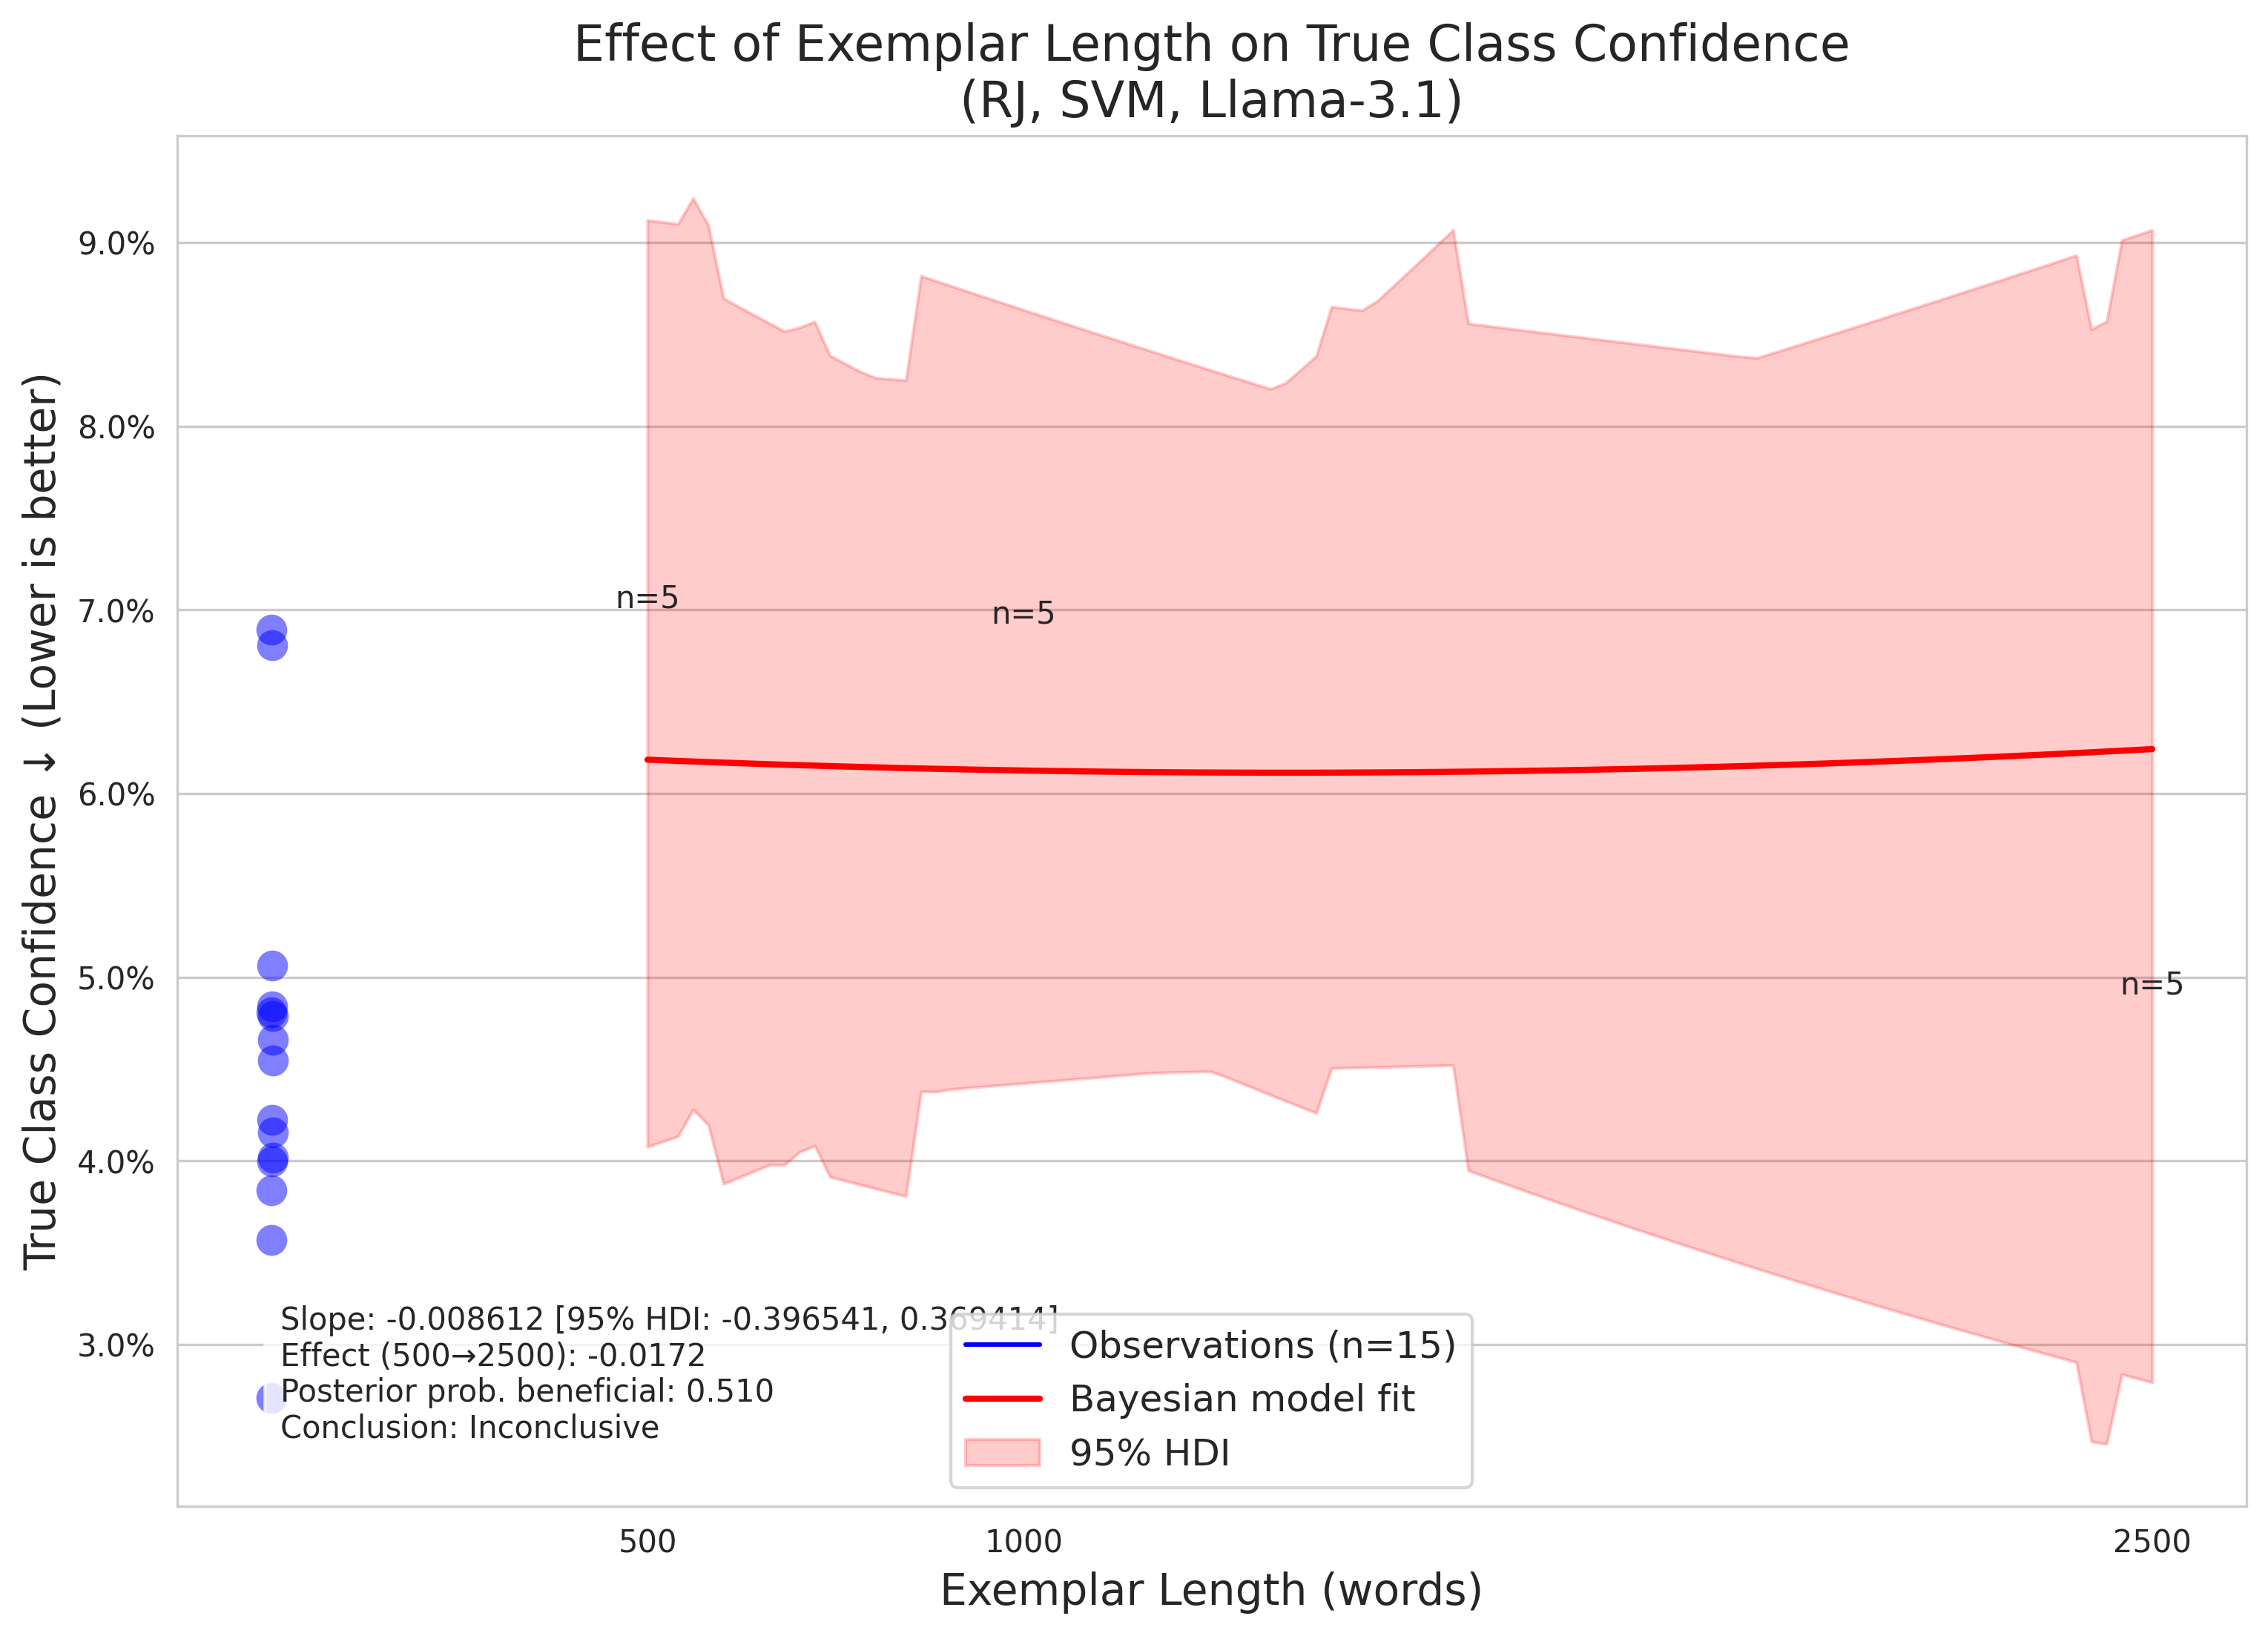 Effect of Exemplar Length on True Class Confidence
(RJ, SVM, Llama-3.1)
True Class Confidence ↓ (Lower is better)
9.0%
8.0%
7.0%
6.0%
5.0%
4.0%
3.0%
n=5
n=5
n=5
Slope: -0.008612 [95% HDI: -0.396541, 0.369414]
Effect (500→2500): -0.0172
Posterior prob. beneficial: 0.510
Conclusion: Inconclusive
Observations (n=15)
Bayesian model fit
95% HDI
500
1000
2500
Exemplar Length (words)